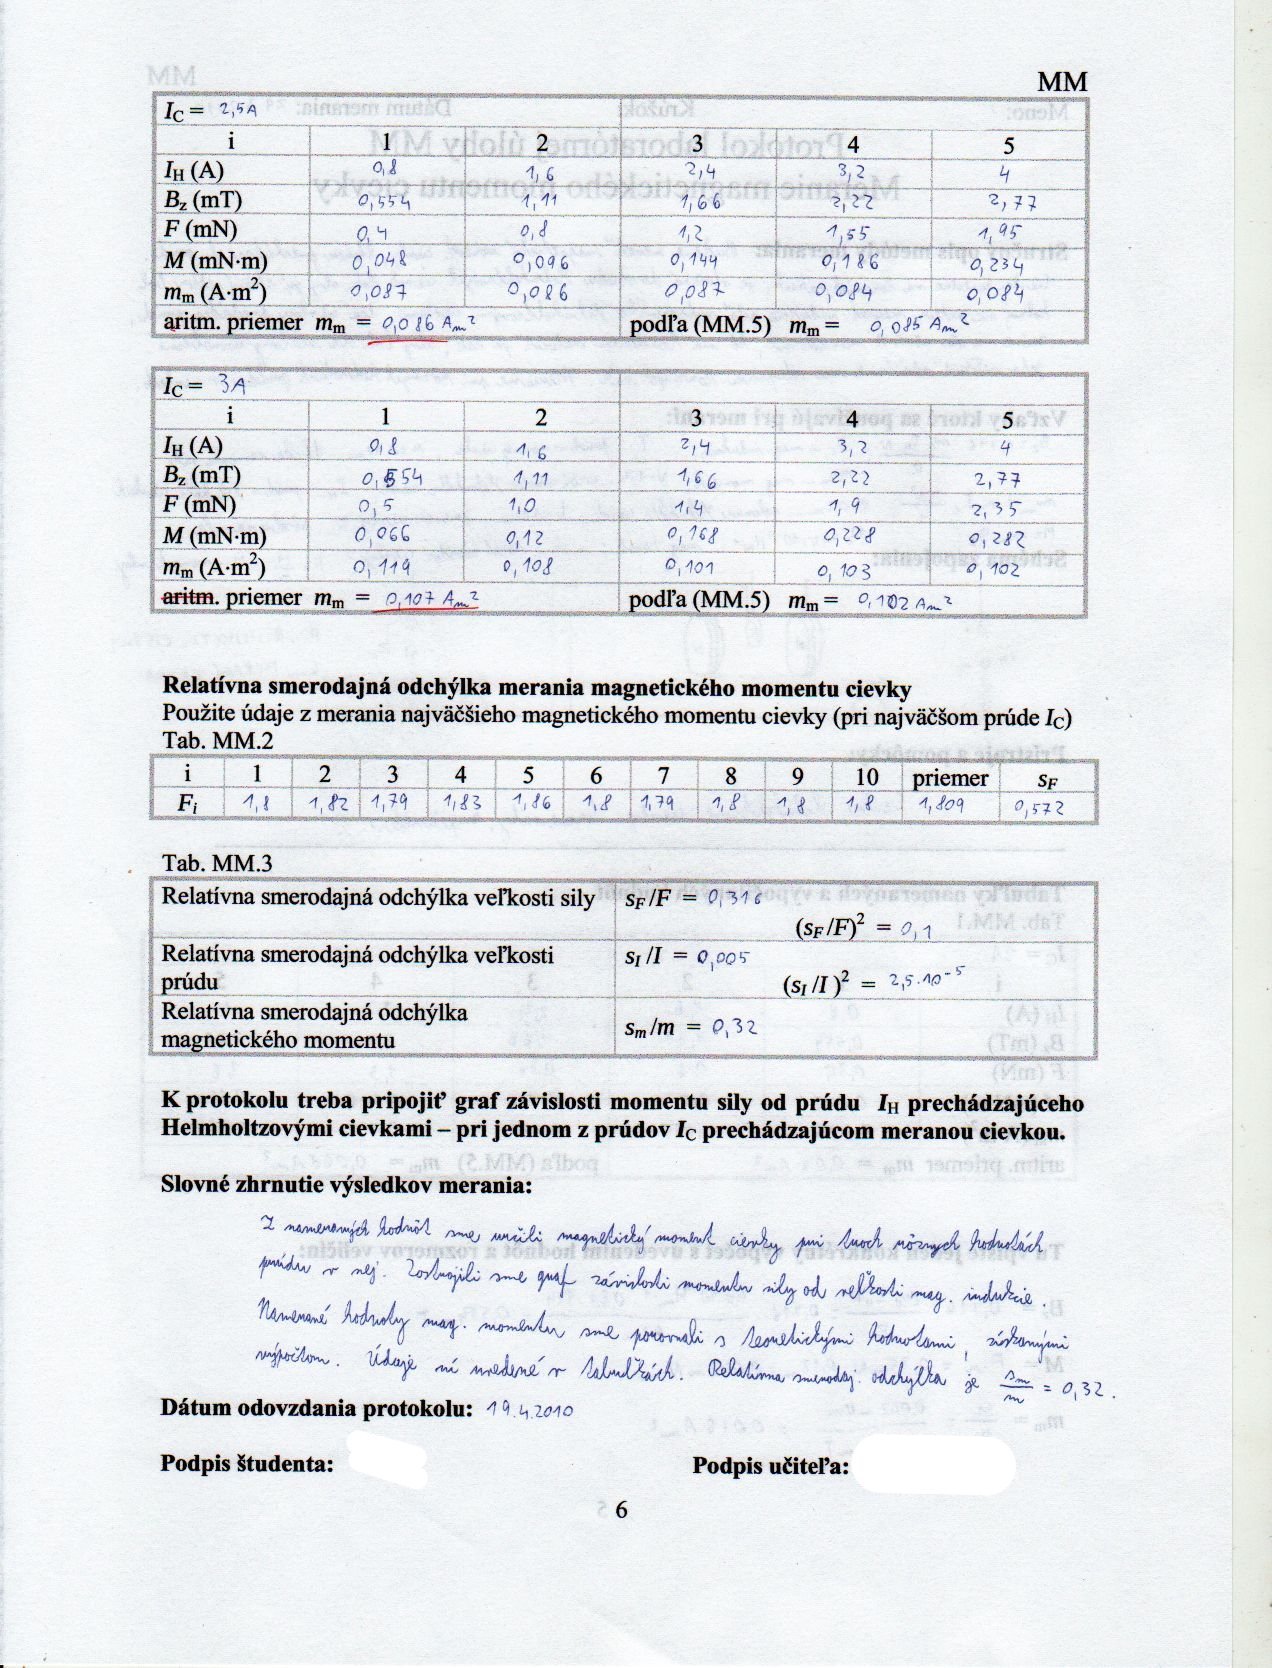 MM
I_C = 2,5A
i 1 2 3 4 5
I_H (A) 0,8 1,6 2,4 3,2 4
B_z (mT) 0,554 1,11 1,66 2,22 2,77
F (mN) 0,4 0,8 1,2 1,55 1,95
M (mN·m) 0,048 0,096 0,144 0,186 0,234
m_m (A·m²) 0,087 0,086 0,087 0,084 0,084
aritm. priemer m_m = 0,086 Am² podľa (MM.5) m_m = 0,085 Am²
I_C = 3A
i 1 2 3 4 5
I_H (A) 0,8 1,6 2,4 3,2 4
B_z (mT) 0,554 1,11 1,66 2,22 2,77
F (mN) 0,5 1,0 1,4 1,9 2,35
M (mN·m) 0,066 0,12 0,168 0,228 0,282
m_m (A·m²) 0,119 0,108 0,101 0,103 0,102
aritm. priemer m_m = 0,107 Am² podľa (MM.5) m_m = 0,102 Am²
Relatívna smerodajná odchýlka merania magnetického momentu cievky
Použite údaje z merania najväčšieho magnetického momentu cievky (pri najväčšom prúde I_C)
Tab. MM.2
i 1 2 3 4 5 6 7 8 9 10 priemer s_F
F_i 1,8 1,82 1,79 1,83 1,86 1,8 1,79 1,8 1,8 1,8 1,809 0,572
Tab. MM.3
Relatívna smerodajná odchýlka veľkosti sily s_F/F = 0,316
(s_F/F)² = 0,1
Relatívna smerodajná odchýlka veľkosti s_I/I = 0,005
prúdu (s_I/I)² = 2,5.10⁻⁵
Relatívna smerodajná odchýlka
magnetického momentu s_m/m = 0,32
K protokolu treba pripojiť graf závislosti momentu sily od prúdu I_H prechádzajúceho
Helmholtzovými cievkami – pri jednom z prúdov I_C prechádzajúcom meranou cievkou.
Slovné zhrnutie výsledkov merania:
Z nameraných hodnôt sme určili magnetický moment cievky pri troch rôznych hodnotách
prúdu v nej. Zostrojili sme graf závislosti momentu sily od veľkosti mag. indukcie.
Namerané hodnoty mag. momentu sme porovnali s teoretickými hodnotami, získanými
výpočtom. Údaje sú uvedené v tabuľkách. Relatívna smerodaj. odchýlka je s_m/m = 0,32.
Dátum odovzdania protokolu: 19.4.2010
Podpis študenta: Podpis učiteľa:
6